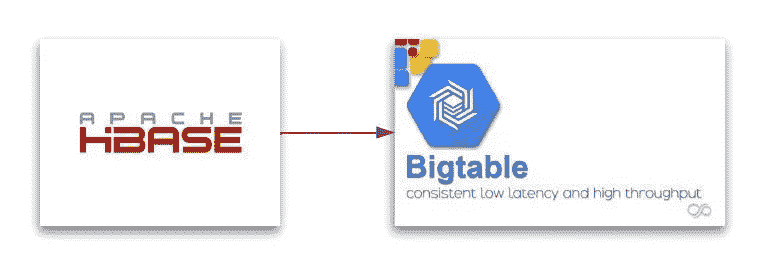 APACHE
HBASE
Bigtable
consistent low latency and high throughput